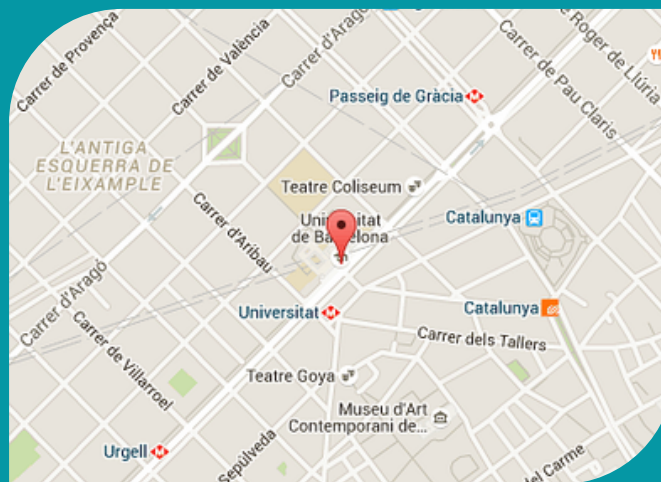 Carrer de Provença
Carrer de València
Carrer d'Aragó
Carrer de Pau Claris
de Roger de Llúria
Passeig de Gràcia
L'ANTIGA
ESQUERRA DE
L'EIXAMPLE
Teatre Coliseum
Universitat
de Barcelona
Catalunya
Carrer d'Aribau
Carrer d'Aragó
Universitat
Catalunya
Carrer dels Tallers
Carrer de Villarroel
Teatre Goya
Museu d'Art
Contemporani de...
Urgell
Sepúlveda
del Carme